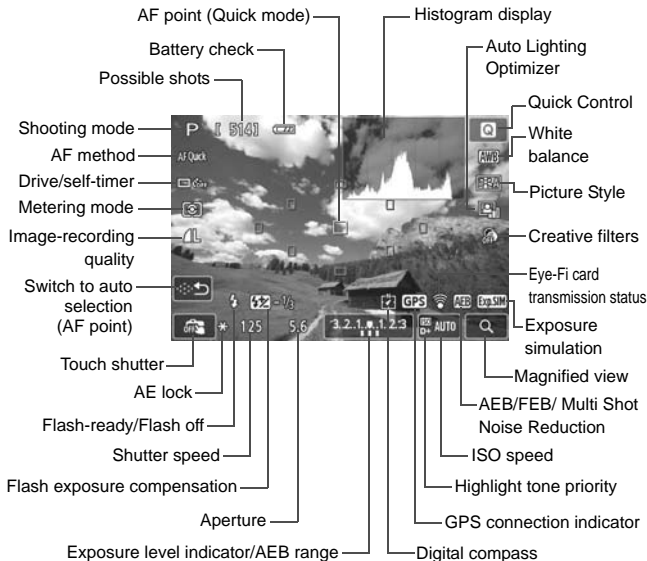 AF point (Quick mode)
Histogram display
Battery check
Auto Lighting
Optimizer
Possible shots
Quick Control
Shooting mode
White
balance
AF method
Drive/self-timer
Picture Style
Metering mode
Image-recording
quality
Creative filters
Switch to auto
selection
(AF point)
Eye-Fi card
transmission status
Exposure
simulation
Touch shutter
Magnified view
AE lock
AEB/FEB/ Multi Shot
Noise Reduction
Flash-ready/Flash off
Shutter speed
ISO speed
Flash exposure compensation
Highlight tone priority
Aperture
GPS connection indicator
Exposure level indicator/AEB range
Digital compass
P [ 514]
Q
AF Quick
AWB
L
-1/3
GPS
AEB
Exp.SIM
OFF
* 125 5.6
3..2..1..1..2..3
ISO
D+
AUTO